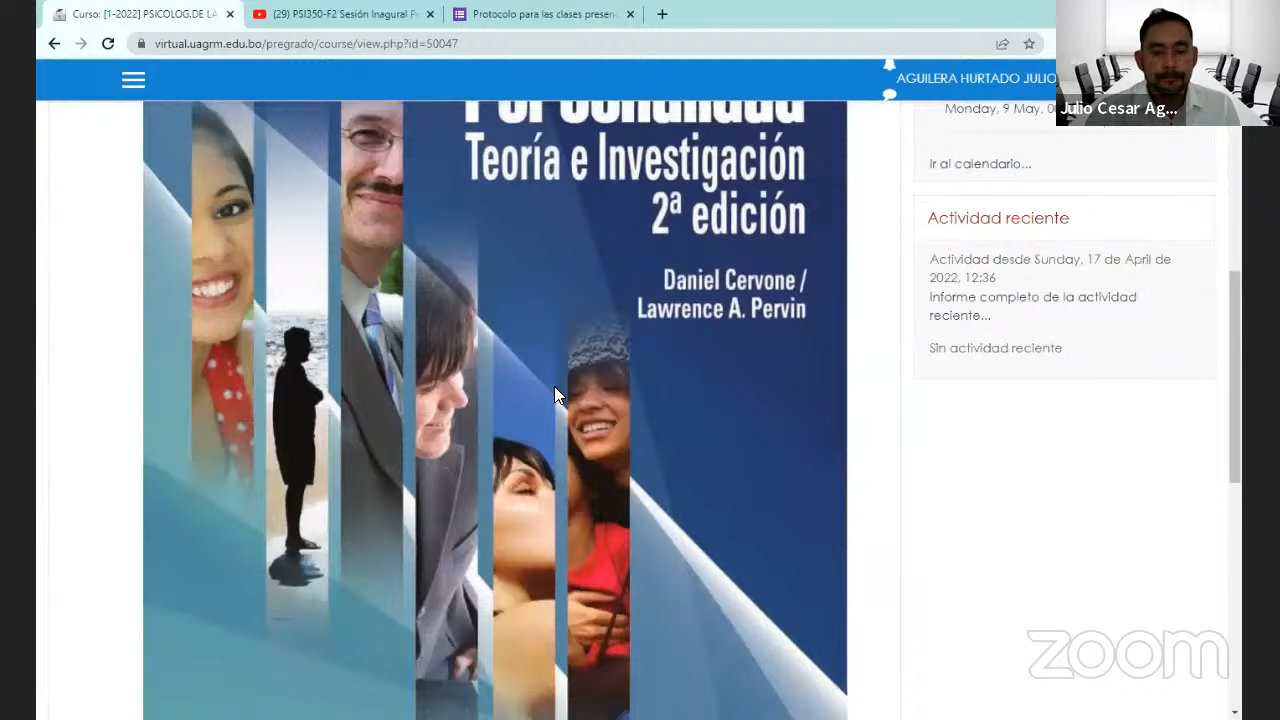 Curso: [1-2022] PSICOLOG.DE LA
(29) PSI350-F2 Sesión Inagural P
Protocolo para las clases presen
virtual.uagrm.edu.bo/pregrado/course/view.php?id=50047
AGUILERA HURTADO JULIO
Julio Cesar Ag...
Monday, 9 May, 0
Ir al calendario...
Personalidad
Teoría e Investigación
2ª edición
Daniel Cervone /
Lawrence A. Pervin
Actividad reciente
Actividad desde Sunday, 17 de April de
2022, 12:36
Informe completo de la actividad
reciente...
Sin actividad reciente
zoom